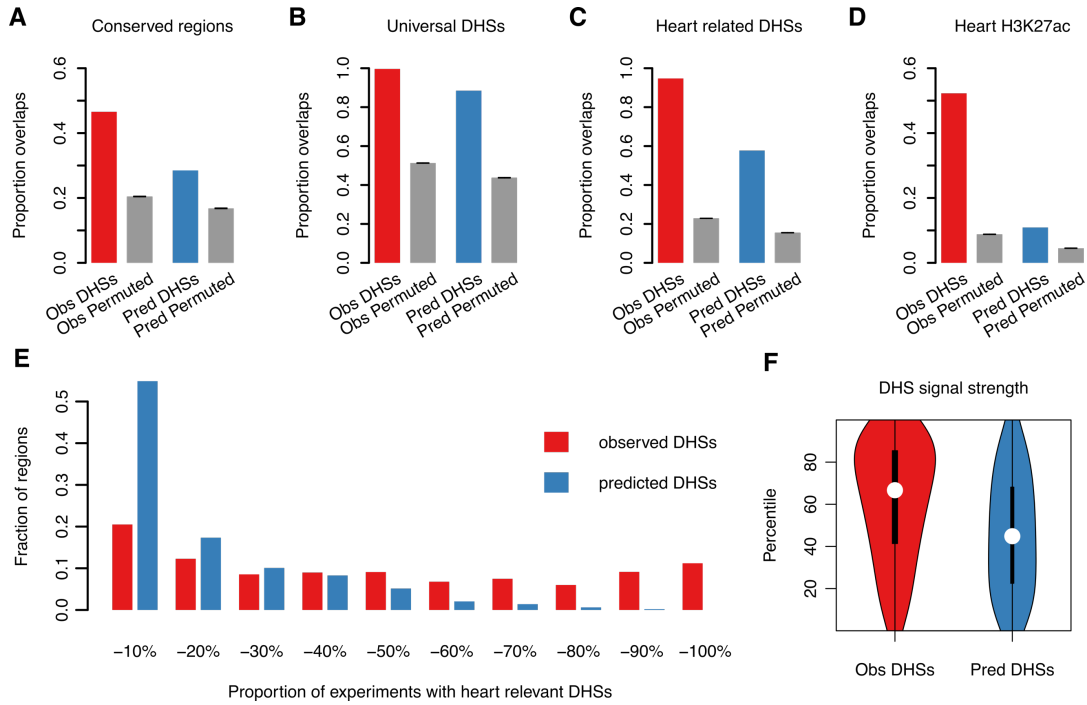 A
Conserved regions
Proportion overlaps
0.6
0.4
0.2
0.0
Obs DHSs
Obs Permuted
Pred DHSs
Pred Permuted
B
Universal DHSs
Proportion overlaps
1.0
0.8
0.6
0.4
0.2
0.0
Obs DHSs
Obs Permuted
Pred DHSs
Pred Permuted
C
Heart related DHSs
Proportion overlaps
1.0
0.8
0.6
0.4
0.2
0.0
Obs DHSs
Obs Permuted
Pred DHSs
Pred Permuted
D
Heart H3K27ac
Proportion overlaps
0.6
0.4
0.2
0.0
Obs DHSs
Obs Permuted
Pred DHSs
Pred Permuted
E
Fraction of regions
0.5
0.4
0.3
0.2
0.1
0.0
observed DHSs
predicted DHSs
−10% −20% −30% −40% −50% −60% −70% −80% −90% −100%
Proportion of experiments with heart relevant DHSs
F
DHS signal strength
Percentile
80
60
40
20
Obs DHSs Pred DHSs